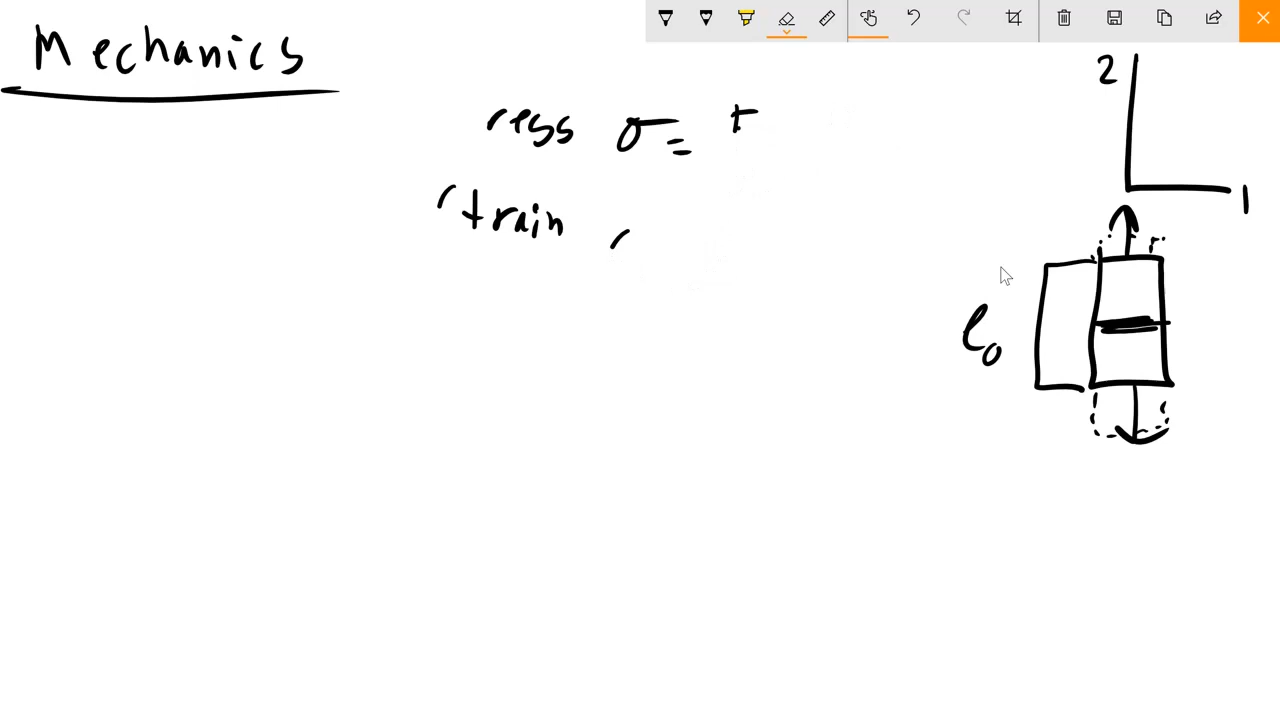 Mechanics
ress σ =
train
2
1
l₀